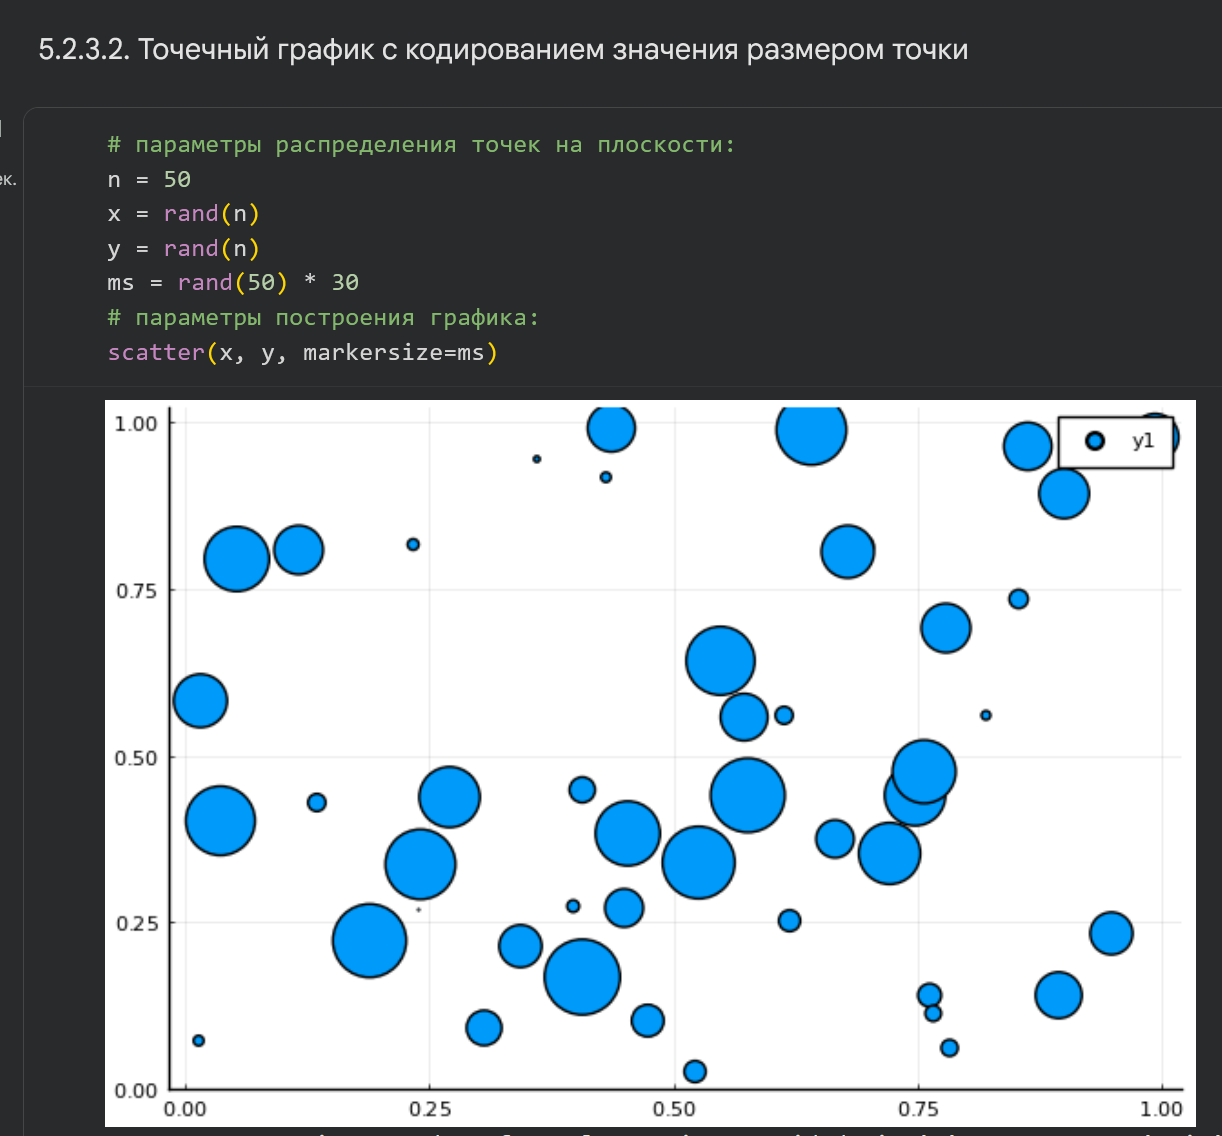 5.2.3.2. Точечный график с кодированием значения размером точки
# параметры распределения точек на плоскости:
ек.
n = 50
x = rand(n)
y = rand(n)
ms = rand(50) * 30
# параметры построения графика:
scatter(x, y, markersize=ms)
1.00
y1
0.75
0.50
0.25
0.00
0.00 0.25 0.50 0.75 1.00